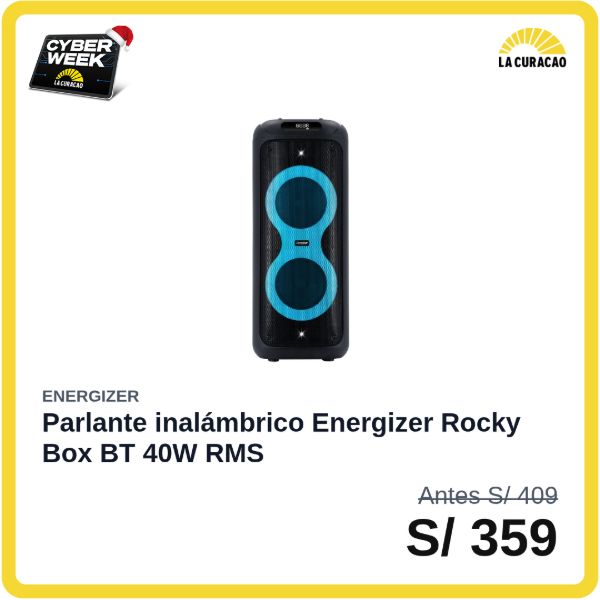 CYBER
WEEK
LA CURACAO
LA CURACAO
ENERGIZER
Parlante inalámbrico Energizer Rocky
Box BT 40W RMS
Antes S/ 409
S/ 359